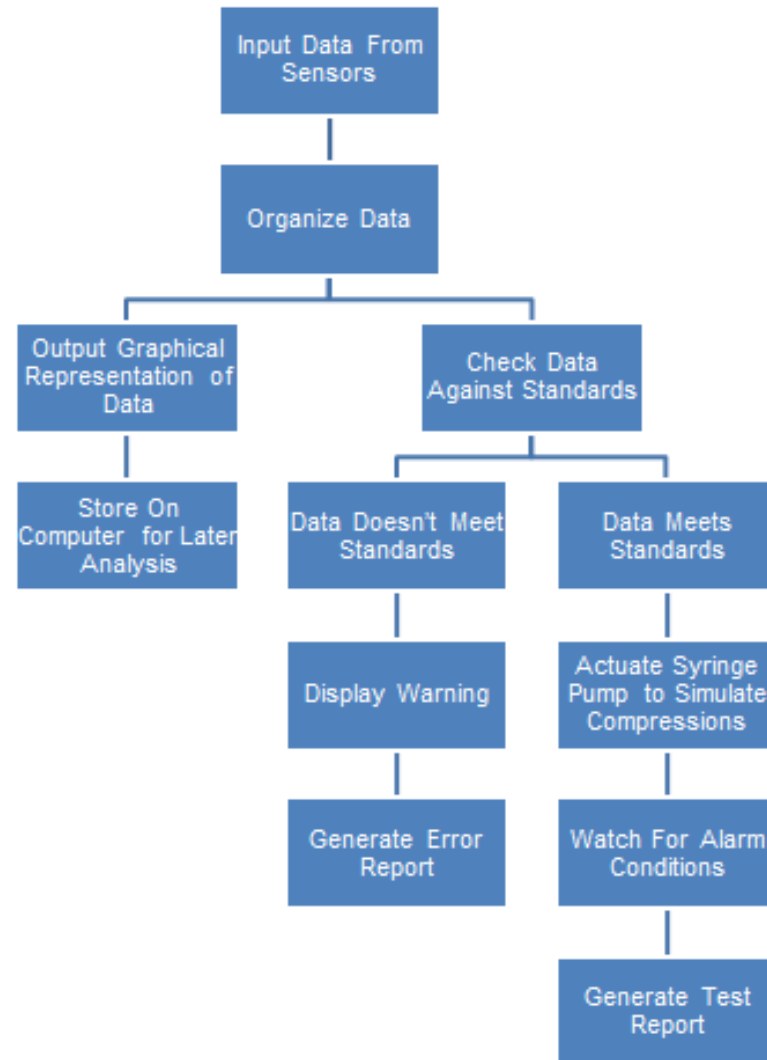 Input Data From
Sensors
Organize Data
Output Graphical
Representation of
Data
Check Data
Against Standards
Store On
Computer for Later
Analysis
Data Doesn't Meet
Standards
Data Meets
Standards
Display Warning
Actuate Syringe
Pump to Simulate
Compressions
Generate Error
Report
Watch For Alarm
Conditions
Generate Test
Report